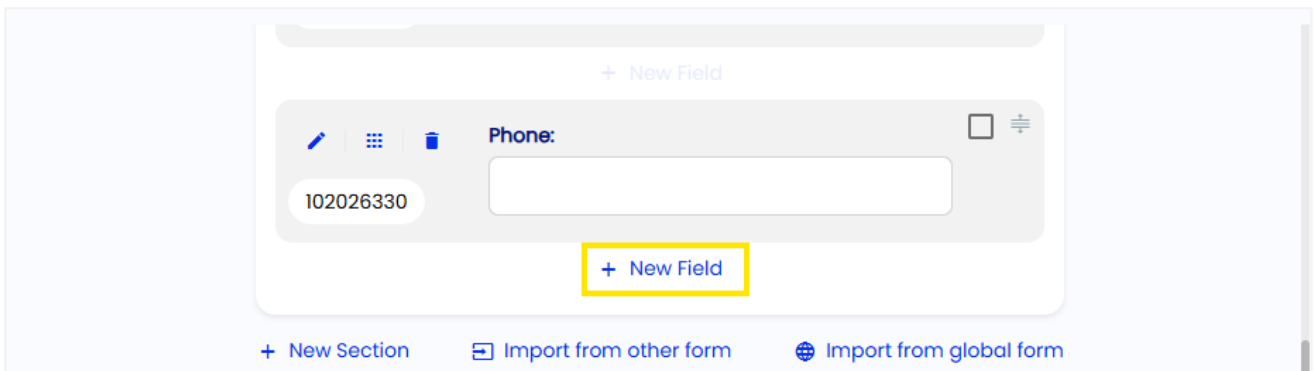 + New Field
Phone:
102026330
+ New Field
+ New Section
Import from other form
Import from global form